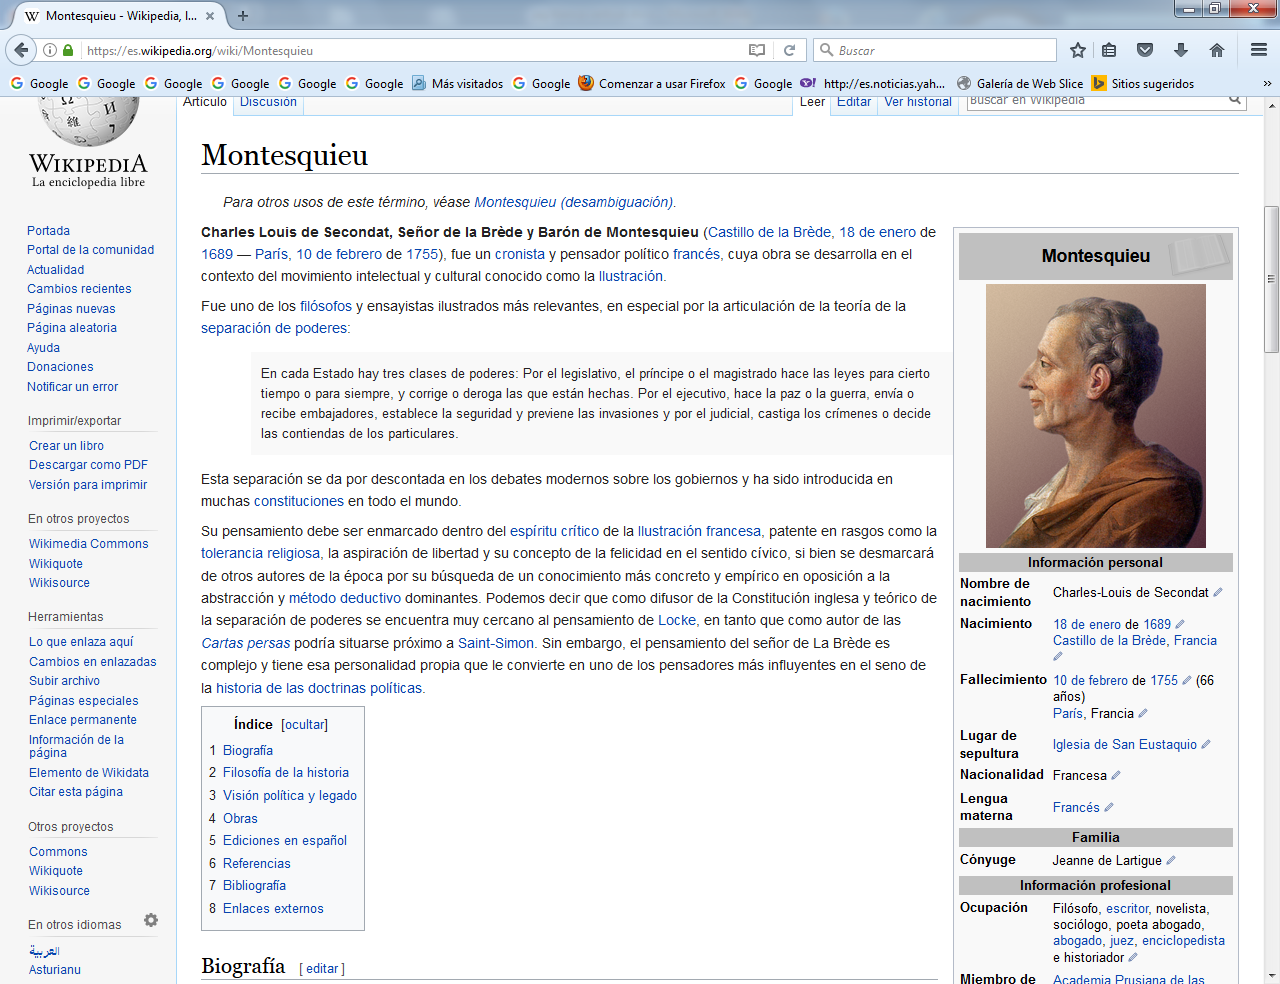 Montesquieu - Wikipedia, l...
https://es.wikipedia.org/wiki/Montesquieu
Buscar
Google Google Google Google Google Google Más visitados Google Comenzar a usar Firefox Google http://es.noticias.yah... Galería de Web Slice Sitios sugeridos
Artículo Discusión Leer Editar Ver historial Buscar en Wikipedia
WIKIPEDIA
La enciclopedia libre
Portada
Portal de la comunidad
Actualidad
Cambios recientes
Páginas nuevas
Página aleatoria
Ayuda
Donaciones
Notificar un error
Imprimir/exportar
Crear un libro
Descargar como PDF
Versión para imprimir
En otros proyectos
Wikimedia Commons
Wikiquote
Wikisource
Herramientas
Lo que enlaza aquí
Cambios en enlazadas
Subir archivo
Páginas especiales
Enlace permanente
Información de la
página
Elemento de Wikidata
Citar esta página
Otros proyectos
Commons
Wikiquote
Wikisource
En otros idiomas
العربية
Asturianu
Montesquieu
Para otros usos de este término, véase Montesquieu (desambiguación).
Charles Louis de Secondat, Señor de la Brède y Barón de Montesquieu (Castillo de la Brède, 18 de enero de
1689 — París, 10 de febrero de 1755), fue un cronista y pensador político francés, cuya obra se desarrolla en el
contexto del movimiento intelectual y cultural conocido como la Ilustración.
Fue uno de los filósofos y ensayistas ilustrados más relevantes, en especial por la articulación de la teoría de la
separación de poderes:
En cada Estado hay tres clases de poderes: Por el legislativo, el príncipe o el magistrado hace las leyes para cierto
tiempo o para siempre, y corrige o deroga las que están hechas. Por el ejecutivo, hace la paz o la guerra, envía o
recibe embajadores, establece la seguridad y previene las invasiones y por el judicial, castiga los crímenes o decide
las contiendas de los particulares.
Esta separación se da por descontada en los debates modernos sobre los gobiernos y ha sido introducida en
muchas constituciones en todo el mundo.
Su pensamiento debe ser enmarcado dentro del espíritu crítico de la Ilustración francesa, patente en rasgos como la
tolerancia religiosa, la aspiración de libertad y su concepto de la felicidad en el sentido cívico, si bien se desmarcará
de otros autores de la época por su búsqueda de un conocimiento más concreto y empírico en oposición a la
abstracción y método deductivo dominantes. Podemos decir que como difusor de la Constitución inglesa y teórico de
la separación de poderes se encuentra muy cercano al pensamiento de Locke, en tanto que como autor de las
Cartas persas podría situarse próximo a Saint-Simon. Sin embargo, el pensamiento del señor de La Brède es
complejo y tiene esa personalidad propia que le convierte en uno de los pensadores más influyentes en el seno de
la historia de las doctrinas políticas.
Índice [ocultar]
1 Biografía
2 Filosofía de la historia
3 Visión política y legado
4 Obras
5 Ediciones en español
6 Referencias
7 Bibliografía
8 Enlaces externos
Biografía [ editar ]
Montesquieu
Información personal
Nombre de
nacimiento Charles-Louis de Secondat
Nacimiento 18 de enero de 1689
Castillo de la Brède, Francia
Fallecimiento 10 de febrero de 1755 (66
años)
París, Francia
Lugar de
sepultura Iglesia de San Eustaquio
Nacionalidad Francesa
Lengua
materna Francés
Familia
Cónyuge Jeanne de Lartigue
Información profesional
Ocupación Filósofo, escritor, novelista,
sociólogo, poeta abogado,
abogado, juez, enciclopedista
e historiador
Miembro de Academia Prusiana de las